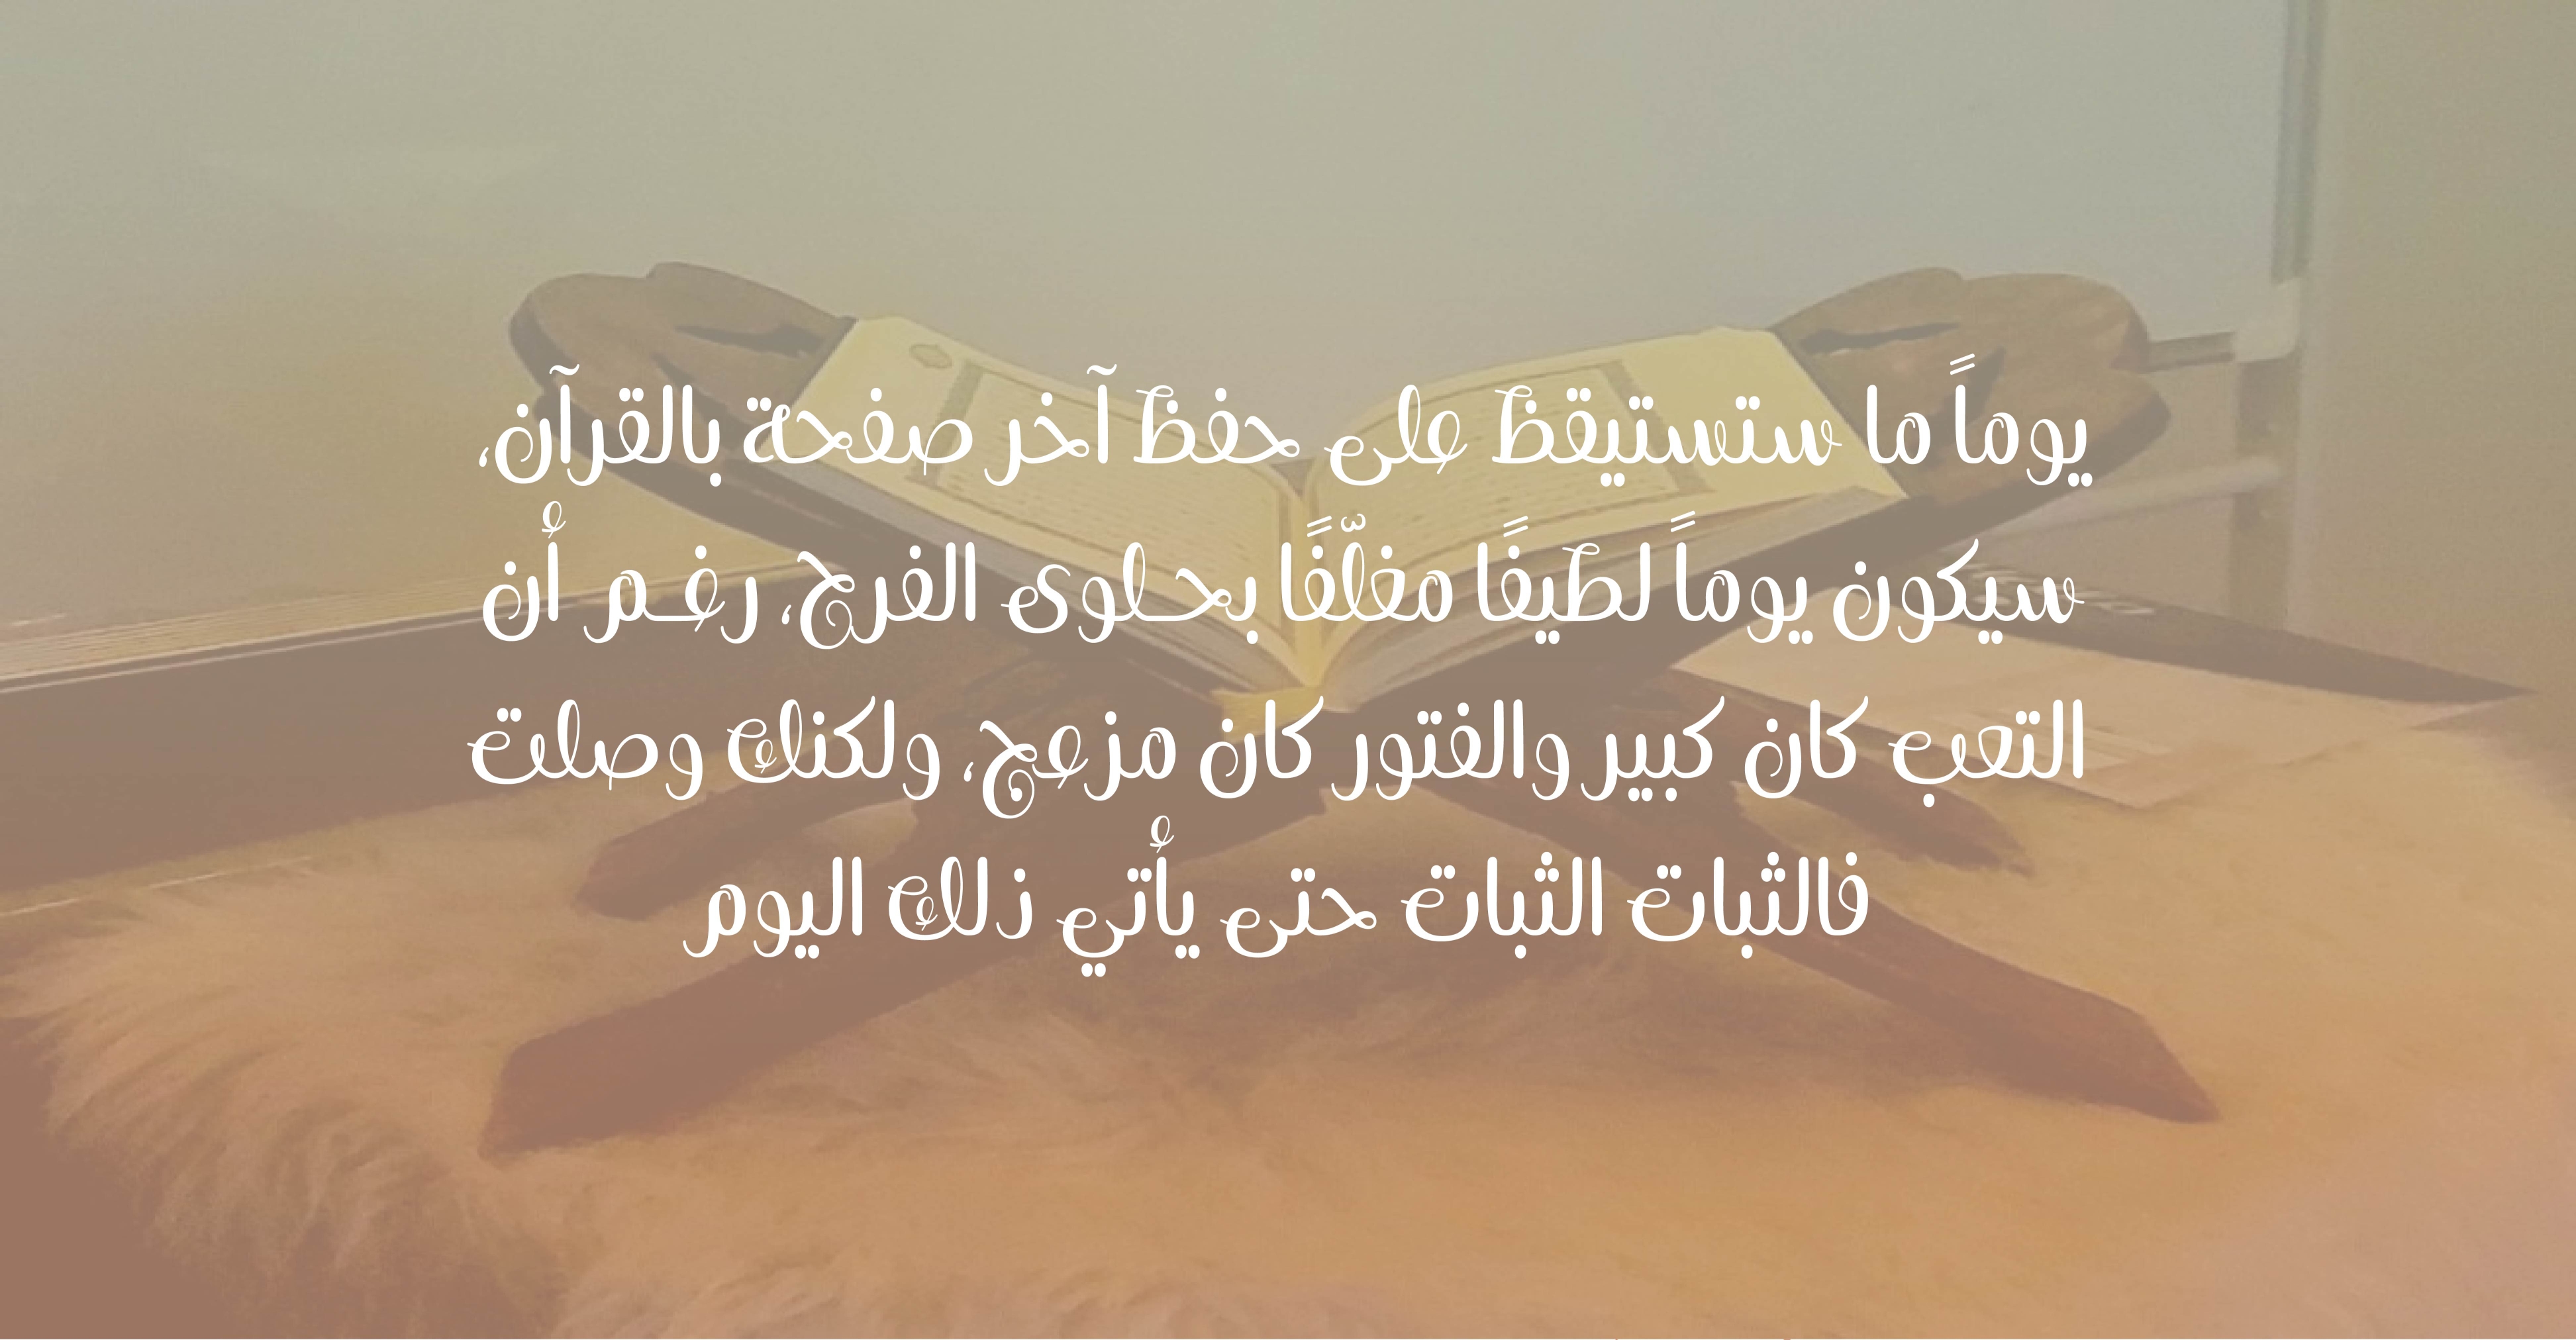 يوماً ما ستستيقظ على حفظ آخر صفحة بالقرآن،
سيكون يوماً لطيفًا مغلّفًا بحلوى الفرح، رغم أن
التعب كان كبير والفتور كان مزعج، ولكنك وصلت
فالثبات الثبات حتى يأتي ذلك اليوم